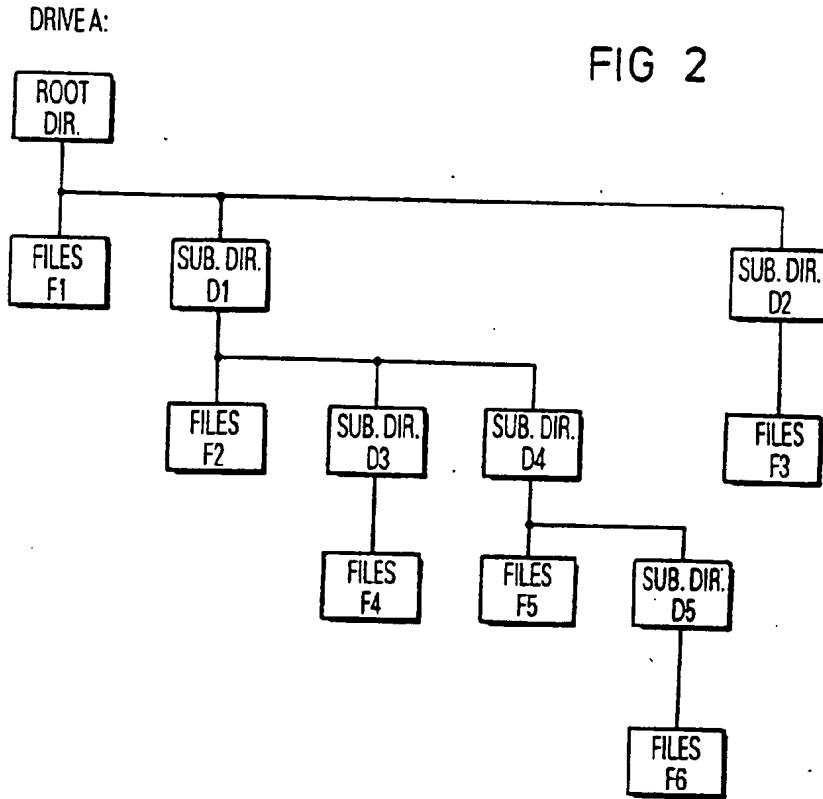 DRIVE A:
FIG 2
ROOT
DIR.
FILES
F1
SUB. DIR.
D1
SUB. DIR.
D2
FILES
F2
SUB. DIR.
D3
SUB. DIR.
D4
FILES
F3
FILES
F4
FILES
F5
SUB. DIR.
D5
FILES
F6